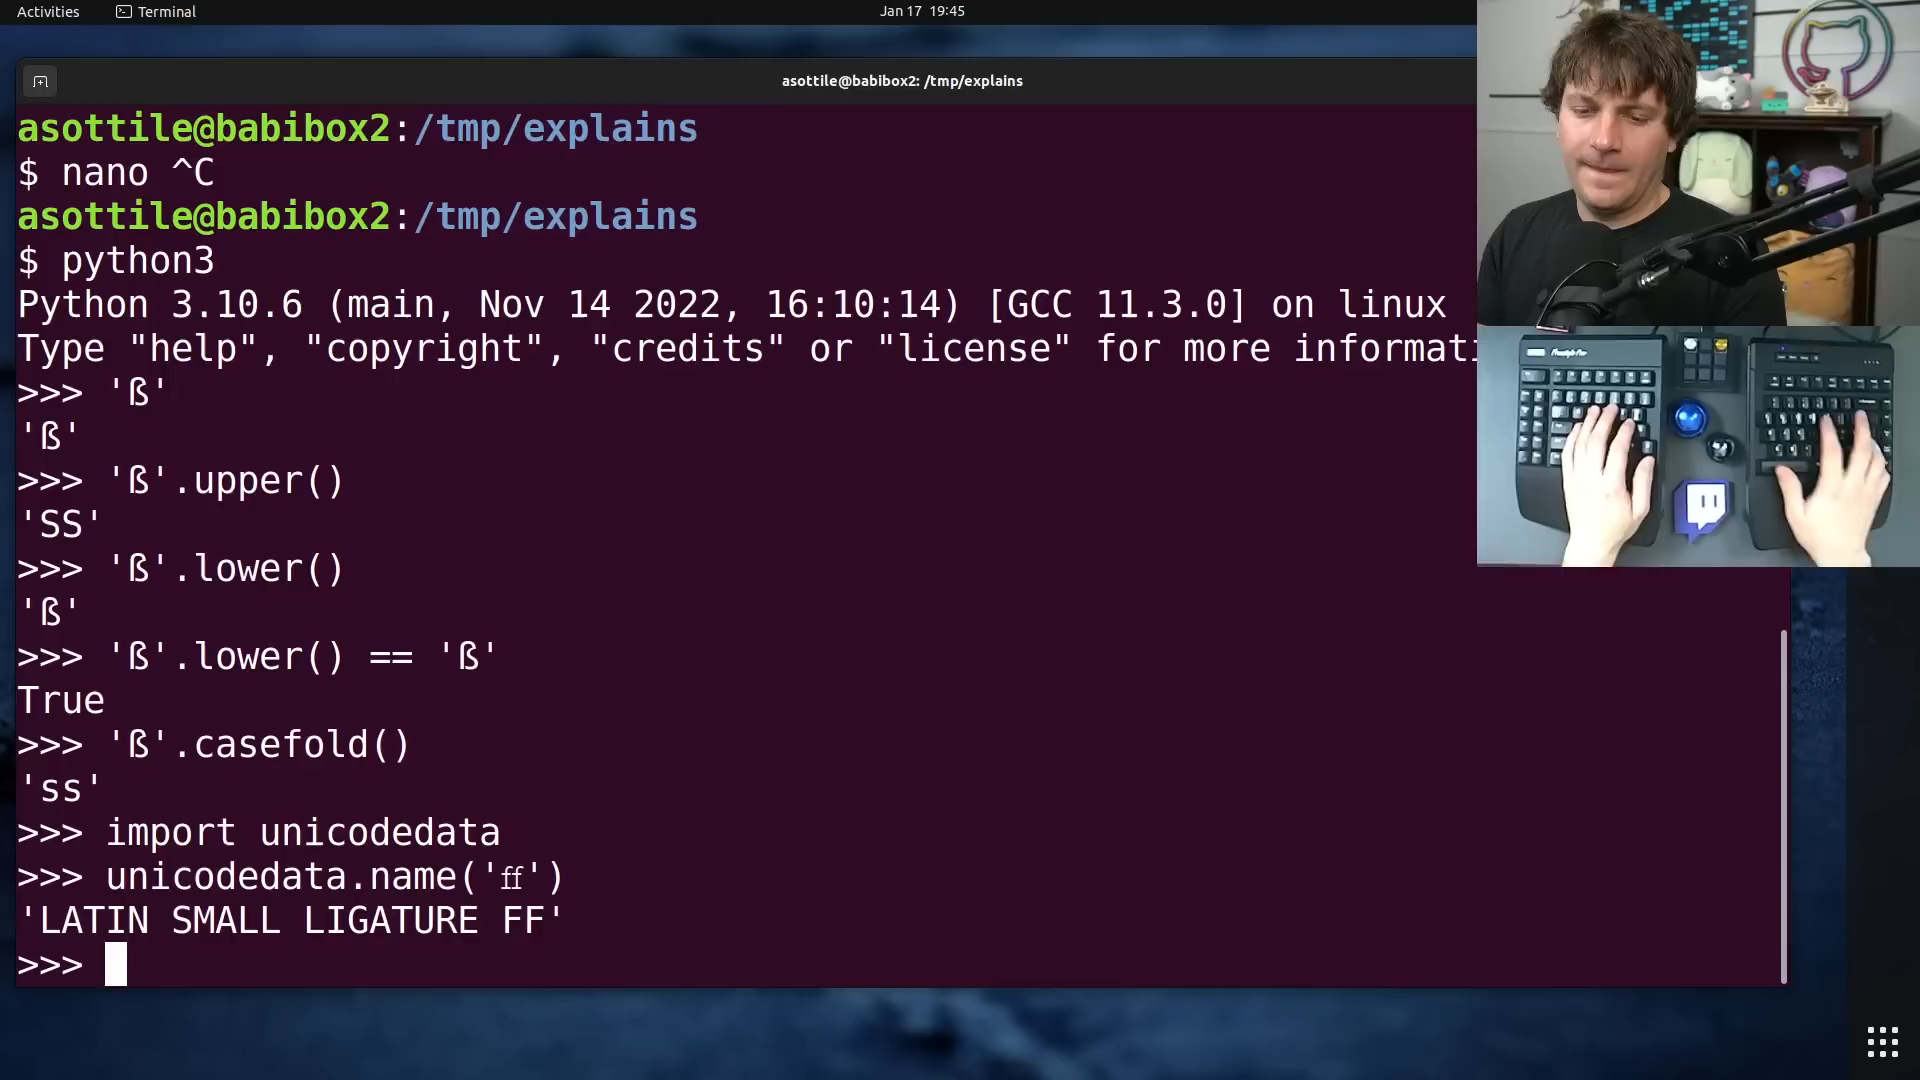 Activities
Terminal
Jan 17 19:45
asottile@babibox2: /tmp/explains
asottile@babibox2:/tmp/explains
$ nano ^C
asottile@babibox2:/tmp/explains
$ python3
Python 3.10.6 (main, Nov 14 2022, 16:10:14) [GCC 11.3.0] on linux
Type "help", "copyright", "credits" or "license" for more informati
>>> 'ß'
'ß'
>>> 'ß'.upper()
'SS'
>>> 'ß'.lower()
'ß'
>>> 'ß'.lower() == 'ß'
True
>>> 'ß'.casefold()
'ss'
>>> import unicodedata
>>> unicodedata.name('ff')
'LATIN SMALL LIGATURE FF'
>>>